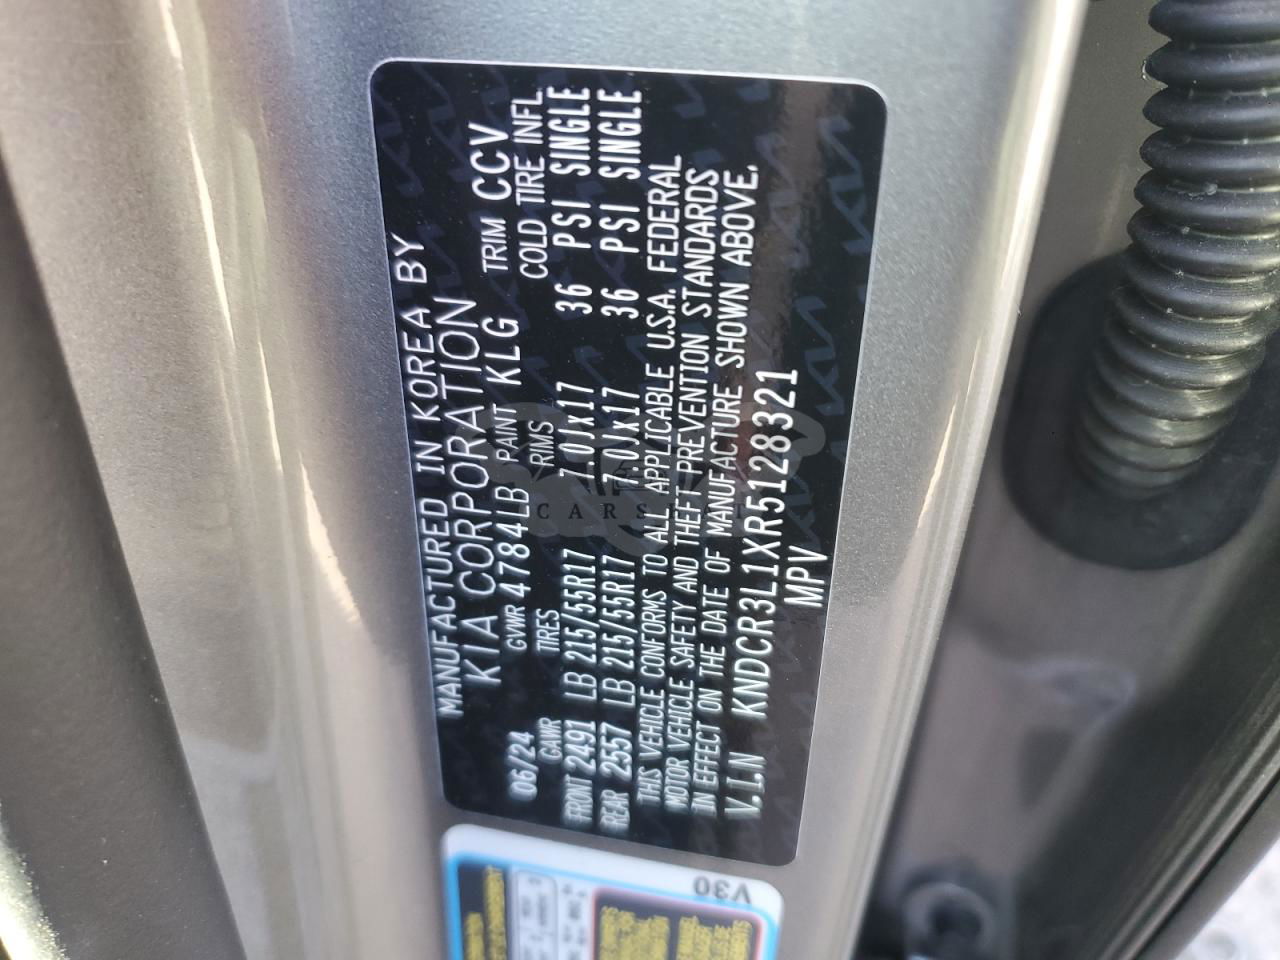 MANUFACTURED IN KOREA BY
KIA CORPORATION
06/24 GVWR 4784LB PAINT KLG TRIM CCV
GAWR TIRES RIMS COLD TIRE INFL.
FRONT 2491 LB 215/55R17 7.0Jx17 36 PSI SINGLE
REAR 2557 LB 215/55R17 7.0Jx17 36 PSI SINGLE
THIS VEHICLE CONFORMS TO ALL APPLICABLE U.S.A. FEDERAL
MOTOR VEHICLE SAFETY AND THEFT PREVENTION STANDARDS
IN EFFECT ON THE DATE OF MANUFACTURE SHOWN ABOVE.
V.I.N KNDCR3L1XR5128321
MPV
V30